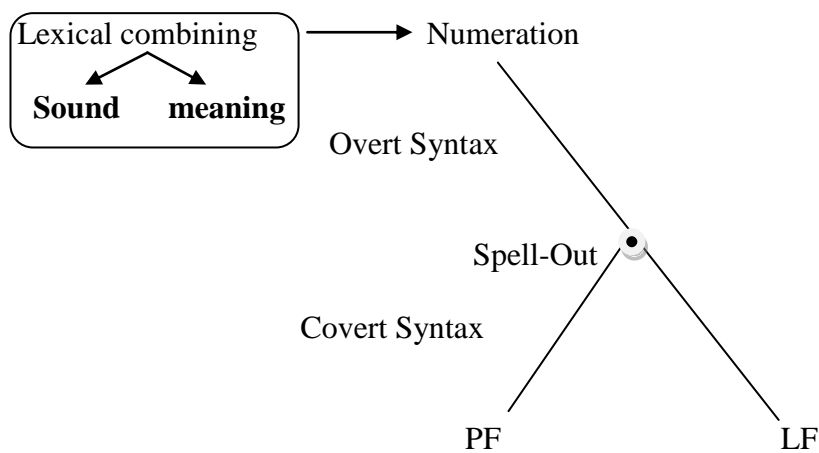 Lexical combining
Numeration
Sound meaning
Overt Syntax
Spell-Out
Covert Syntax
PF LF